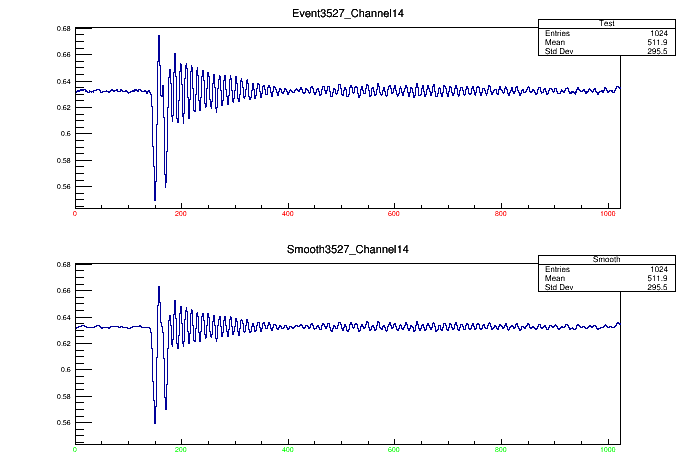 Event3527_Channel14
Test
Entries 1024
Mean 511.9
Std Dev 295.5
0.68
0.66
0.64
0.62
0.6
0.58
0.56
0 200 400 600 800 1000
Smooth3527_Channel14
Smooth
Entries 1024
Mean 511.9
Std Dev 295.5
0.68
0.66
0.64
0.62
0.6
0.58
0.56
0 200 400 600 800 1000